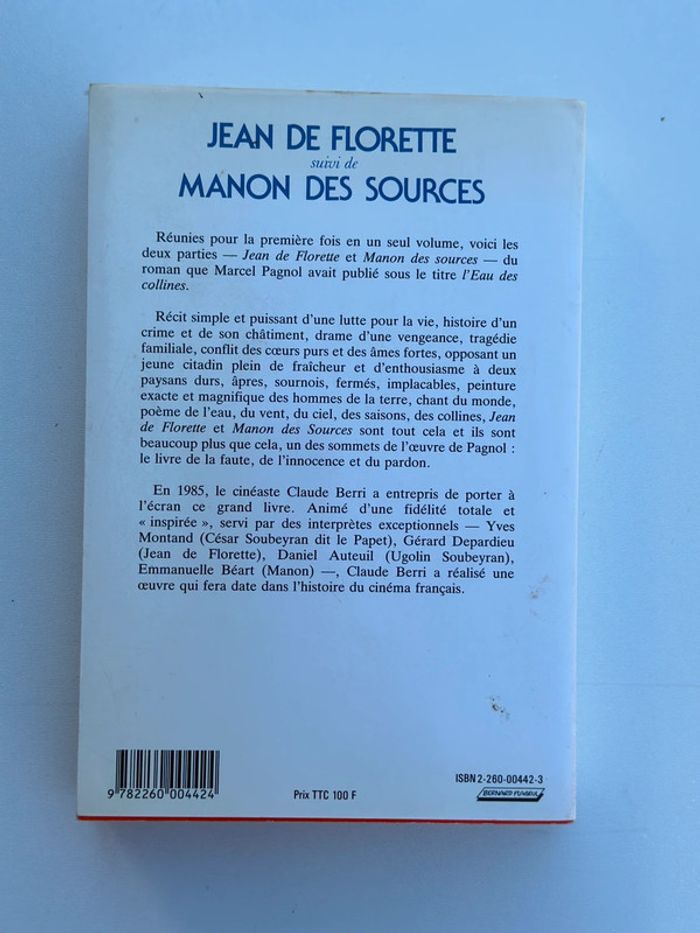 JEAN DE FLORETTE
suivi de
MANON DES SOURCES
Réunies pour la première fois en un seul volume, voici les
deux parties — Jean de Florette et Manon des sources — du
roman que Marcel Pagnol avait publié sous le titre l'Eau des
collines.
Récit simple et puissant d'une lutte pour la vie, histoire d'un
crime et de son châtiment, drame d'une vengeance, tragédie
familiale, conflit des cœurs purs et des âmes fortes, opposant un
jeune citadin plein de fraîcheur et d'enthousiasme à deux
paysans durs, âpres, sournois, fermés, implacables, peinture
exacte et magnifique des hommes de la terre, chant du monde,
poème de l'eau, du vent, du ciel, des saisons, des collines, Jean
de Florette et Manon des Sources sont tout cela et ils sont
beaucoup plus que cela, un des sommets de l'œuvre de Pagnol :
le livre de la faute, de l'innocence et du pardon.
En 1985, le cinéaste Claude Berri a entrepris de porter à
l'écran ce grand livre. Animé d'une fidélité totale et
« inspirée », servi par des interprètes exceptionnels — Yves
Montand (César Soubeyran dit le Papet), Gérard Depardieu
(Jean de Florette), Daniel Auteuil (Ugolin Soubeyran),
Emmanuelle Béart (Manon) —, Claude Berri a réalisé une
œuvre qui fera date dans l'histoire du cinéma français.
9 782260 004424
Prix TTC 100 F
ISBN 2-260-00442-3
BERNARD